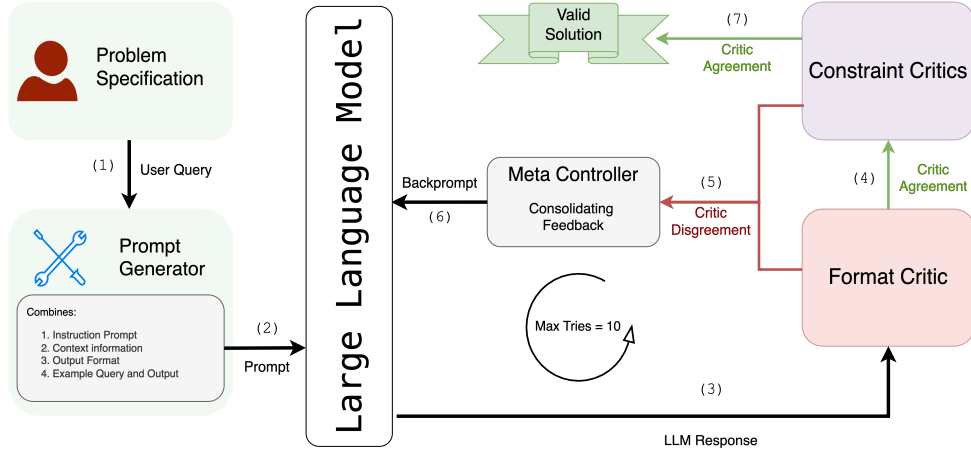 Problem
Specification
(1)
User Query
Prompt
Generator
Combines:
1. Instruction Prompt
2. Context information
3. Output Format
4. Example Query and Output
(2)
Prompt
Large Language Model
Valid
Solution
(7)
Critic
Agreement
Constraint Critics
(4)
Critic
Agreement
Format Critic
(5)
Critic
Disgreement
Meta Controller
Consolidating
Feedback
Backprompt
(6)
Max Tries = 10
(3)
LLM Response